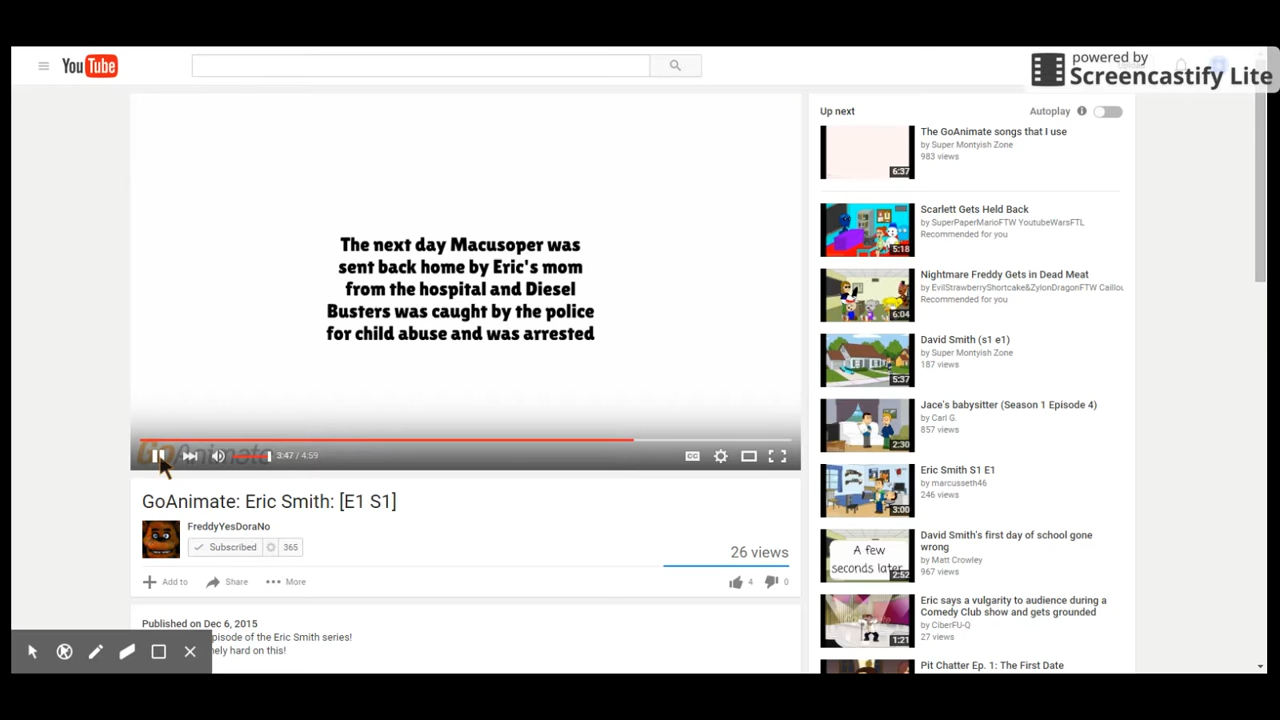 powered by
Screencastify Lite
YouTube
The next day Macusoper was
sent back home by Eric's mom
from the hospital and Diesel
Busters was caught by the police
for child abuse and was arrested
GoAnimate
3:47 / 4:59
GoAnimate: Eric Smith: [E1 S1]
FreddyYesDoraNo
Subscribed 365
26 views
Add to Share More 4 0
Published on Dec 6, 2015
pisode of the Eric Smith series!
nely hard on this!
Up next Autoplay
The GoAnimate songs that I use
by Super Montyish Zone
983 views
6:37
Scarlett Gets Held Back
by SuperPaperMarioFTW YoutubeWarsFTL
Recommended for you
5:18
Nightmare Freddy Gets in Dead Meat
by EvilStrawberryShortcake&ZylonDragonFTW Caillou
Recommended for you
6:04
David Smith (s1 e1)
by Super Montyish Zone
187 views
5:37
Jace's babysitter (Season 1 Episode 4)
by Carl G.
857 views
2:30
Eric Smith S1 E1
by marcusseth46
246 views
3:00
David Smith's first day of school gone
wrong
by Matt Crowley
967 views
A few
seconds later
2:52
Eric says a vulgarity to audience during a
Comedy Club show and gets grounded
by CiberFU-Q
27 views
1:21
Pit Chatter Ep. 1: The First Date